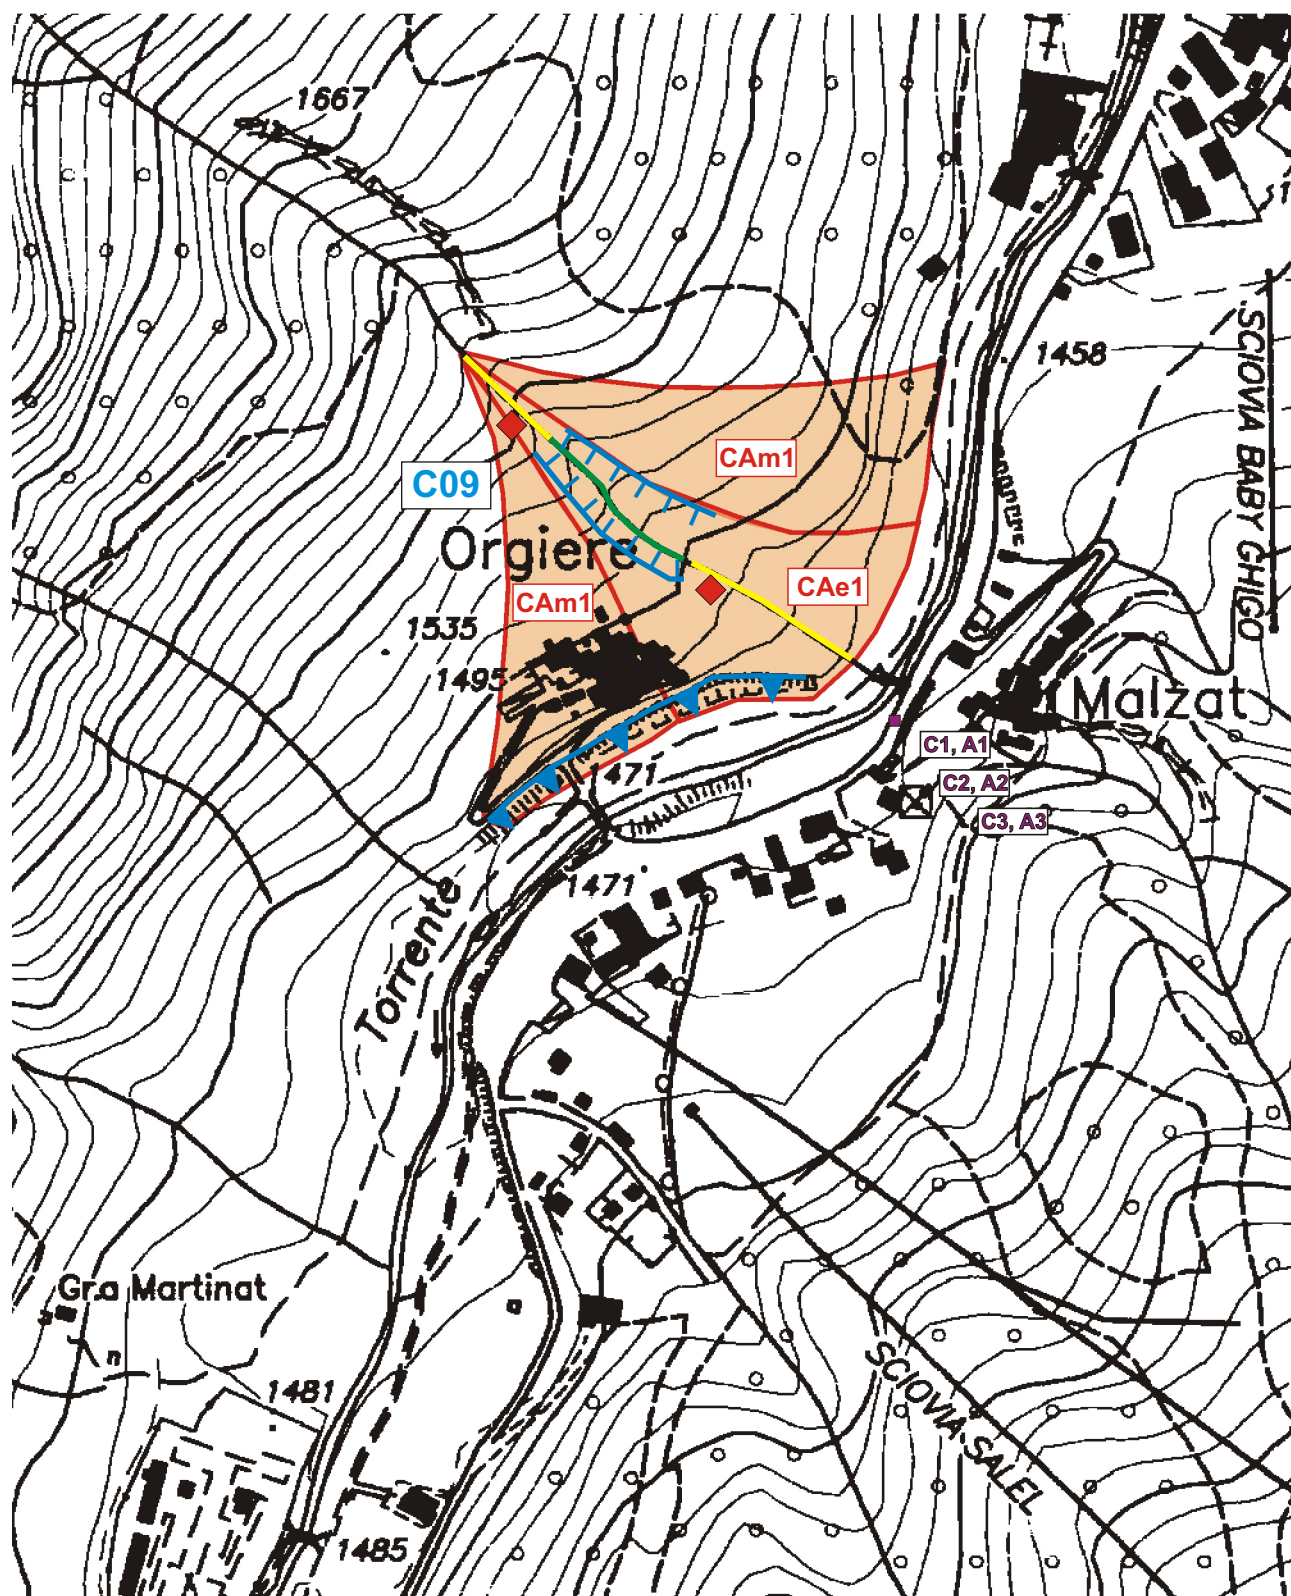 1667
1458
.SCIOVIA BABY GHIGO
CAm1
C09
Orgiere
CAe1
CAm1
1535
1495
Malzat
C1, A1
1471
C2, A2
C3, A3
1471
Torrente
Gra Martinat
SCIOVIA SALEL
1481
1485